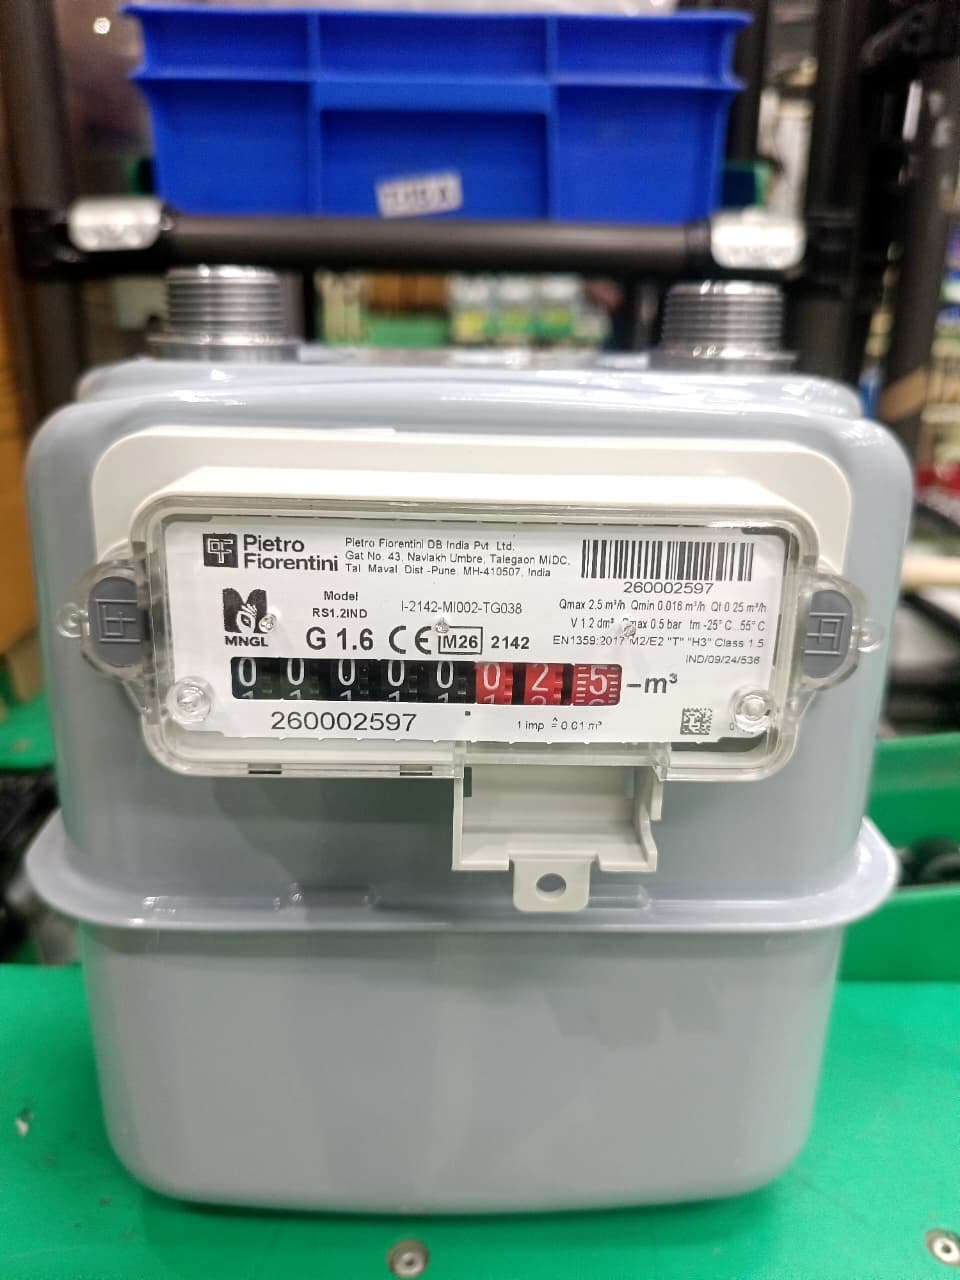 Pietro
Fiorentini
Pietro Fiorentini DB India Pvt. Ltd.
Gat No. 43, Navlakh Umbre, Talegaon MIDC,
Tal. Maval, Dist -Pune. MH-410507, India
260002597
MNGL
Model
RS1.2IND
I-2142-MI002-TG038
Qmax 2.5 m³/h Qmin 0.016 m³/h Qt 0.25 m³/h
V 1.2 dm³ Pmax 0.5 bar tm -25° C...55° C
G 1.6 CE M26 2142
EN1359:2017 M2/E2 "T" "H3" Class 1.5
IND/09/24/536
0 0 0 0 0 0 2 5 -m³
260002597
1 imp ≙ 0.01 m³